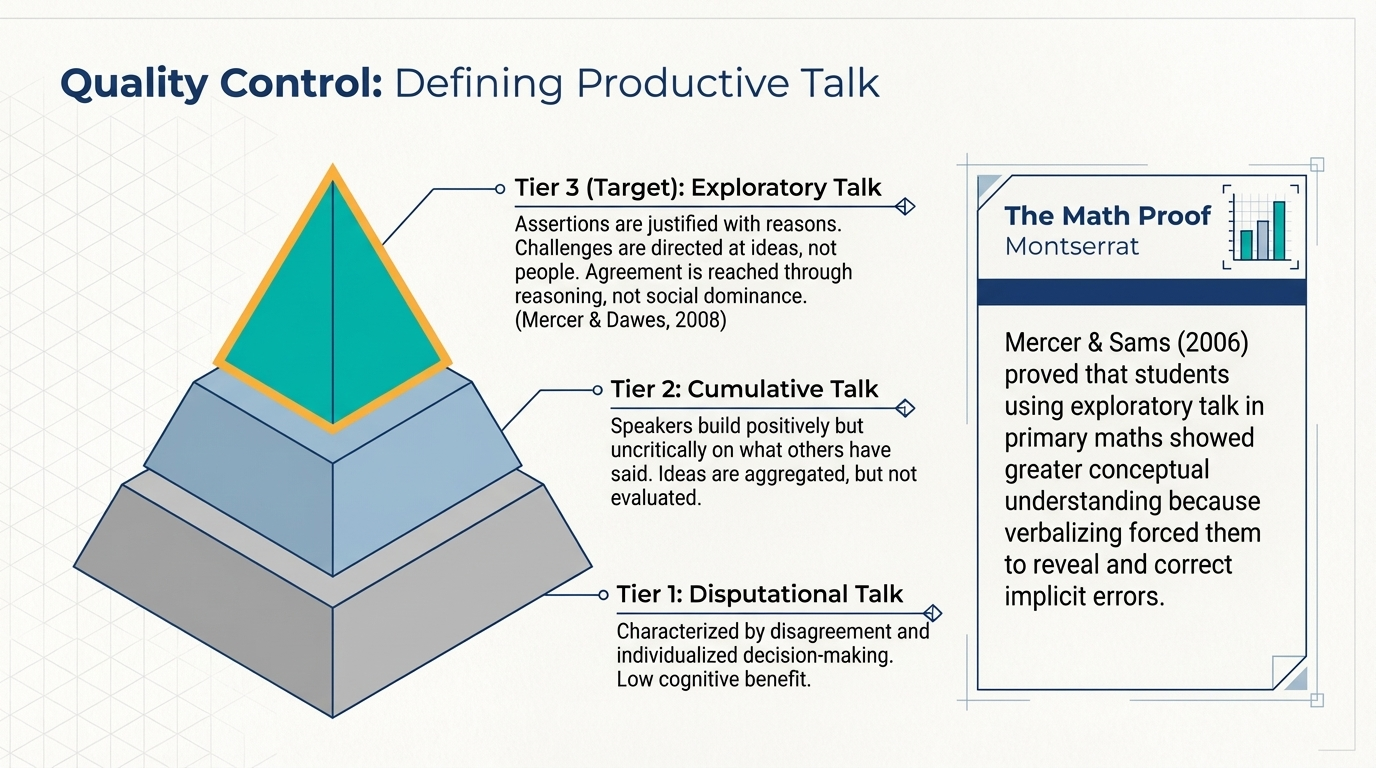 Quality Control: Defining Productive Talk
Tier 3 (Target): Exploratory Talk
Assertions are justified with reasons.
Challenges are directed at ideas, not
people. Agreement is reached through
reasoning, not social dominance.
(Mercer & Dawes, 2008)
Tier 2: Cumulative Talk
Speakers build positively but
uncritically on what others have
said. Ideas are aggregated, but not
evaluated.
Tier 1: Disputational Talk
Characterized by disagreement and
individualized decision-making.
Low cognitive benefit.
The Math Proof
Montserrat
Mercer & Sams (2006)
proved that students
using exploratory talk in
primary maths showed
greater conceptual
understanding because
verbalizing forced them
to reveal and correct
implicit errors.